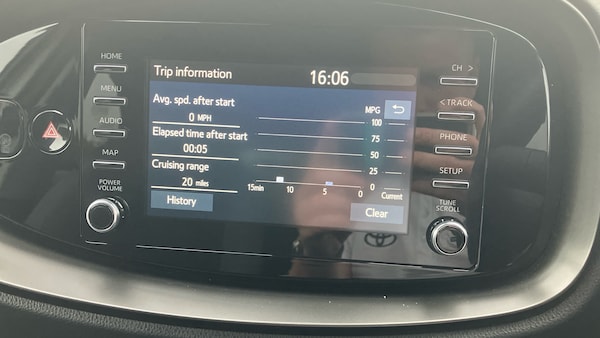 HOME
MENU
AUDIO
MAP
POWER
VOLUME
Trip information
16:06
Avg. spd. after start
0 MPH
Elapsed time after start
00:05
Cruising range
20 miles
History
MPG
100
75
50
25
0
15min
10
5
0
Current
Clear
CH >
< TRACK
PHONE
SETUP
TUNE
SCROLL